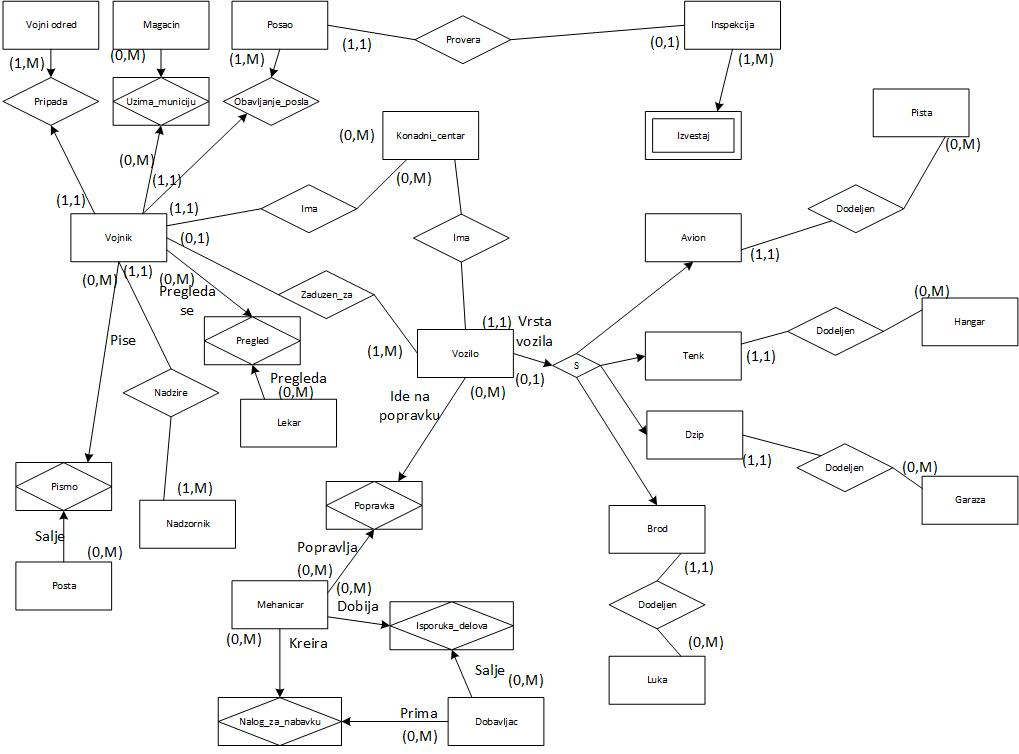 Vojni odred
Magacin
Posao
Inspekcija
(1,M)
(0,M)
(1,M)
(1,1)
Provera
(0,1)
(1,M)
Pripada
Uzima_municiju
Obavljanje_posla
Izvestaj
Pista
(0,M)
(0,M)
Konadni_centar
(0,M)
(0,M)
(1,1)
(1,1)
(1,1)
Ima
Dodeljen
Vojnik
(0,1)
Ima
Avion
(1,1)
(0,M)
(1,1)
(0,M)
Pregleda
se
Zaduzen_za
(0,M)
Pise
Pregled
(1,1)
Vrsta
vozila
Dodeljen
Hangar
(1,M)
Vozilo
S
Tenk
(1,1)
Pregleda
(0,M)
(0,1)
Nadzire
Ide na
popravku
(0,M)
Lekar
Dzip
(1,1)
Dodeljen
(0,M)
Pismo
(1,M)
Popravka
Garaza
Nadzornik
Brod
Salje
(0,M)
Popravlja
(0,M)
(1,1)
Posta
(0,M)
Mehanicar
Dobija
Dodeljen
Isporuka_delova
(0,M)
Kreira
(0,M)
Salje
(0,M)
Luka
Nalog_za_nabavku
Prima
(0,M)
Dobavljac